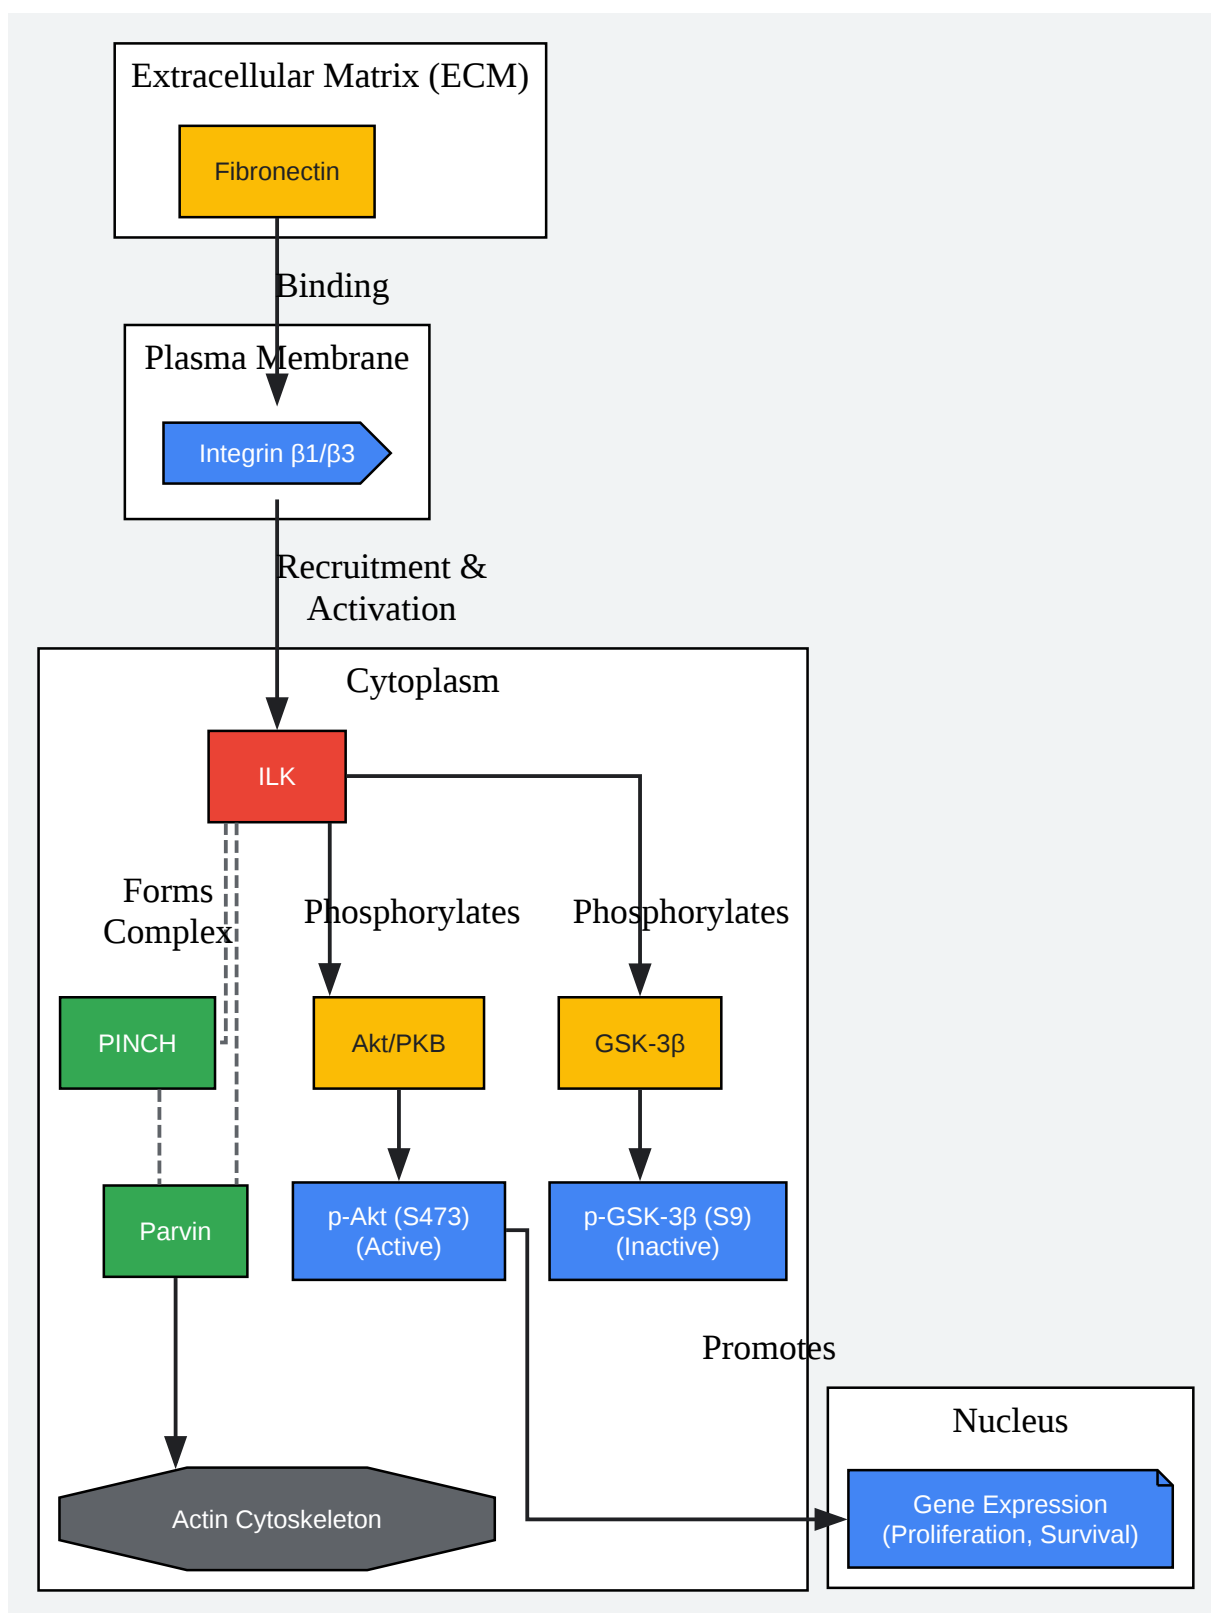 Extracellular Matrix (ECM)
Fibronectin
Binding
Plasma Membrane
Integrin β1/β3
Recruitment &
Activation
Cytoplasm
ILK
Forms
Complex
Phosphorylates
Phosphorylates
PINCH
Akt/PKB
GSK-3β
Parvin
p-Akt (S473)
(Active)
p-GSK-3β (S9)
(Inactive)
Promotes
Nucleus
Actin Cytoskeleton
Gene Expression
(Proliferation, Survival)